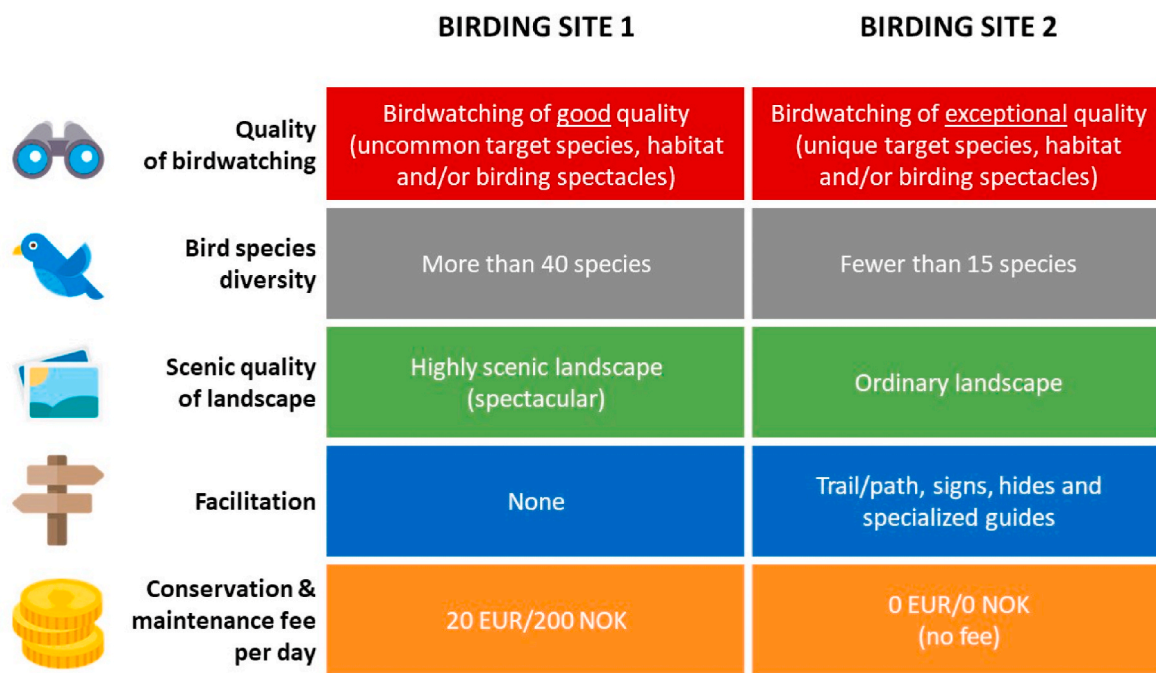 BIRDING SITE 1
BIRDING SITE 2
Quality
of birdwatching
Birdwatching of good quality
(uncommon target species, habitat
and/or birding spectacles)
Birdwatching of exceptional quality
(unique target species, habitat
and/or birding spectacles)
Bird species
diversity
More than 40 species
Fewer than 15 species
Scenic quality
of landscape
Highly scenic landscape
(spectacular)
Ordinary landscape
Facilitation
None
Trail/path, signs, hides and
specialized guides
Conservation &
maintenance fee
per day
20 EUR/200 NOK
0 EUR/0 NOK
(no fee)